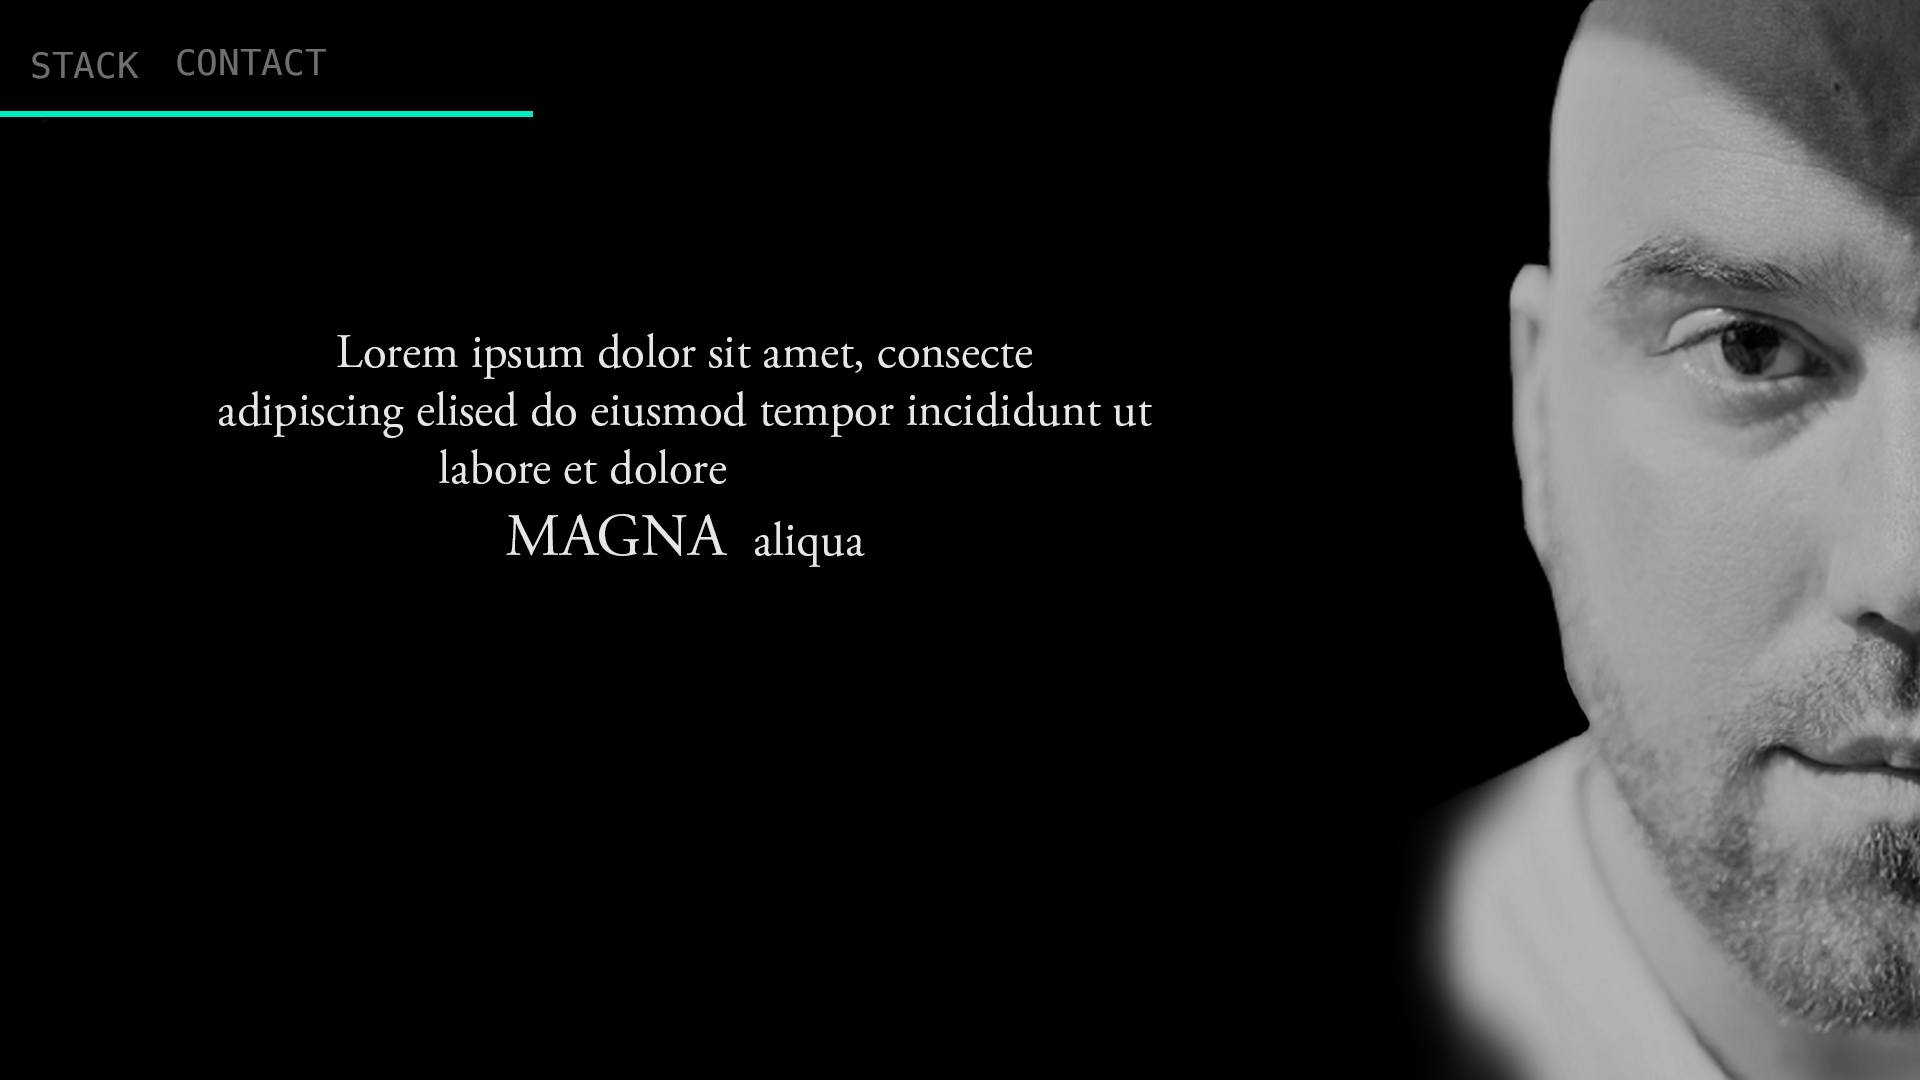 STACK CONTACT
Lorem ipsum dolor sit amet, consecte
adipiscing elised do eiusmod tempor incididunt ut
labore et dolore
MAGNA aliqua